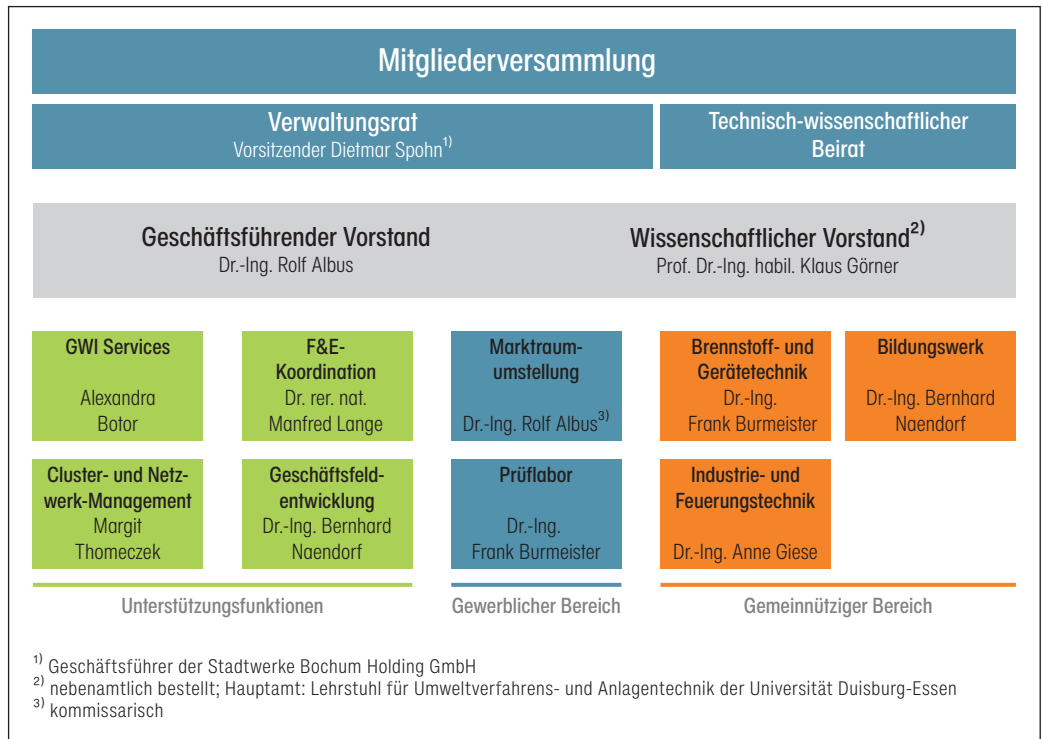 Mitgliederversammlung
Verwaltungsrat
Vorsitzender Dietmar Spohn1)
Technisch-wissenschaftlicher
Beirat
Geschäftsführender Vorstand
Dr.-Ing. Rolf Albus
Wissenschaftlicher Vorstand2)
Prof. Dr.-Ing. habil. Klaus Görner
GWI Services
Alexandra
Botor
F&E-
Koordination
Dr. rer. nat.
Manfred Lange
Marktraum-
umstellung
Dr.-Ing. Rolf Albus3)
Brennstoff- und
Gerätetechnik
Dr.-Ing.
Frank Burmeister
Bildungswerk
Dr.-Ing. Bernhard
Naendorf
Cluster- und Netz-
werk-Management
Margit
Thomeczek
Geschäftsfeld-
entwicklung
Dr.-Ing. Bernhard
Naendorf
Prüflabor
Dr.-Ing.
Frank Burmeister
Industrie- und
Feuerungstechnik
Dr.-Ing. Anne Giese
Unterstützungsfunktionen
Gewerblicher Bereich
Gemeinnütziger Bereich
1) Geschäftsführer der Stadtwerke Bochum Holding GmbH
2) nebenamtlich bestellt; Hauptamt: Lehrstuhl für Umweltverfahrens- und Anlagentechnik der Universität Duisburg-Essen
3) kommissarisch